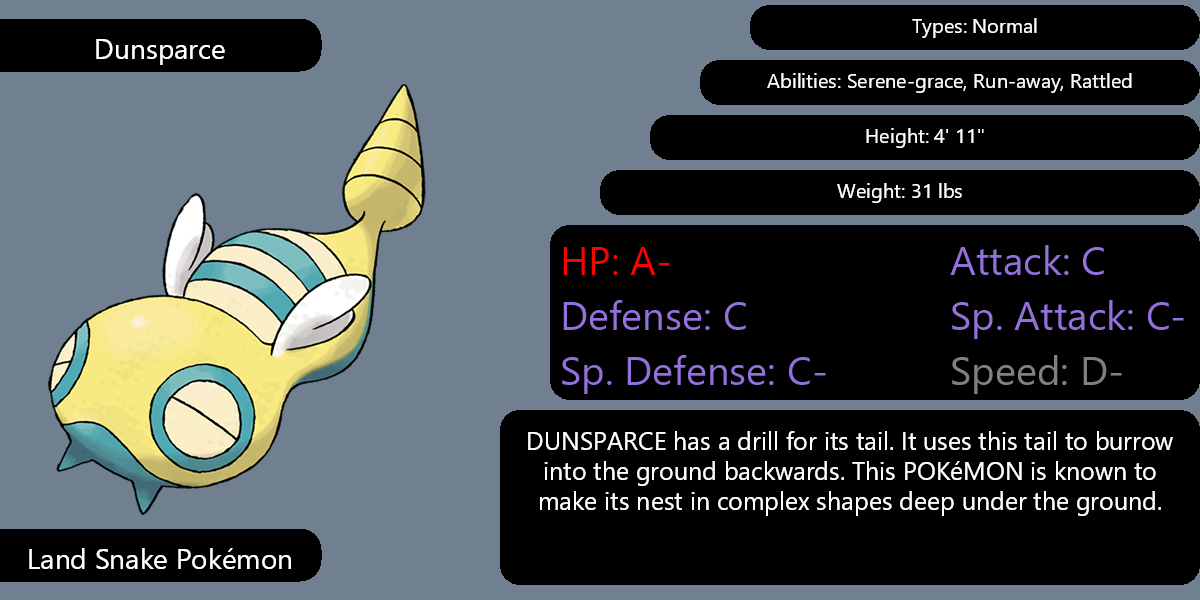 Dunsparce
Types: Normal
Abilities: Serene-grace, Run-away, Rattled
Height: 4' 11"
Weight: 31 lbs
HP: A-
Attack: C
Defense: C
Sp. Attack: C-
Sp. Defense: C-
Speed: D-
DUNSPARCE has a drill for its tail. It uses this tail to burrow
into the ground backwards. This POKéMON is known to
make its nest in complex shapes deep under the ground.
Land Snake Pokémon